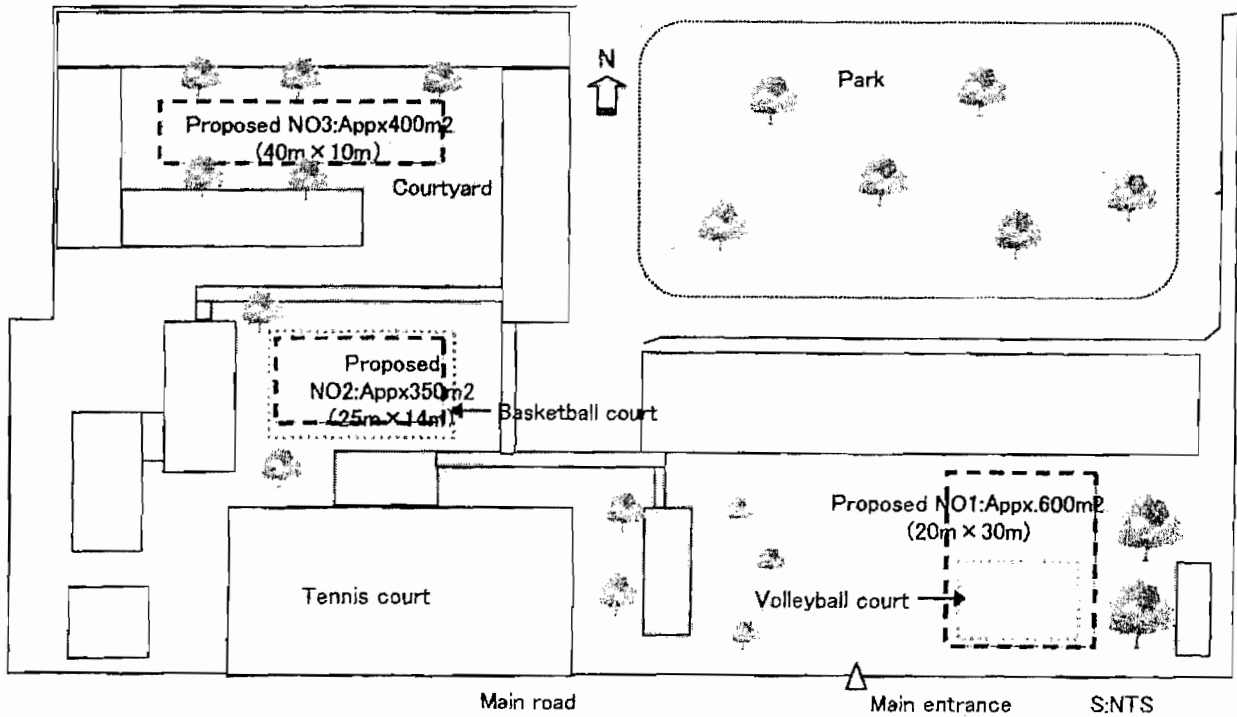 N
Park
Proposed NO3:Appx400m2
(40m×10m)
Courtyard
Proposed
NO2:Appx350m2
(25m×14m)
Basketball court
Proposed NO1:Appx.600m2
(20m×30m)
Tennis court
Volleyball court
Main road
Main entrance
S:NTS